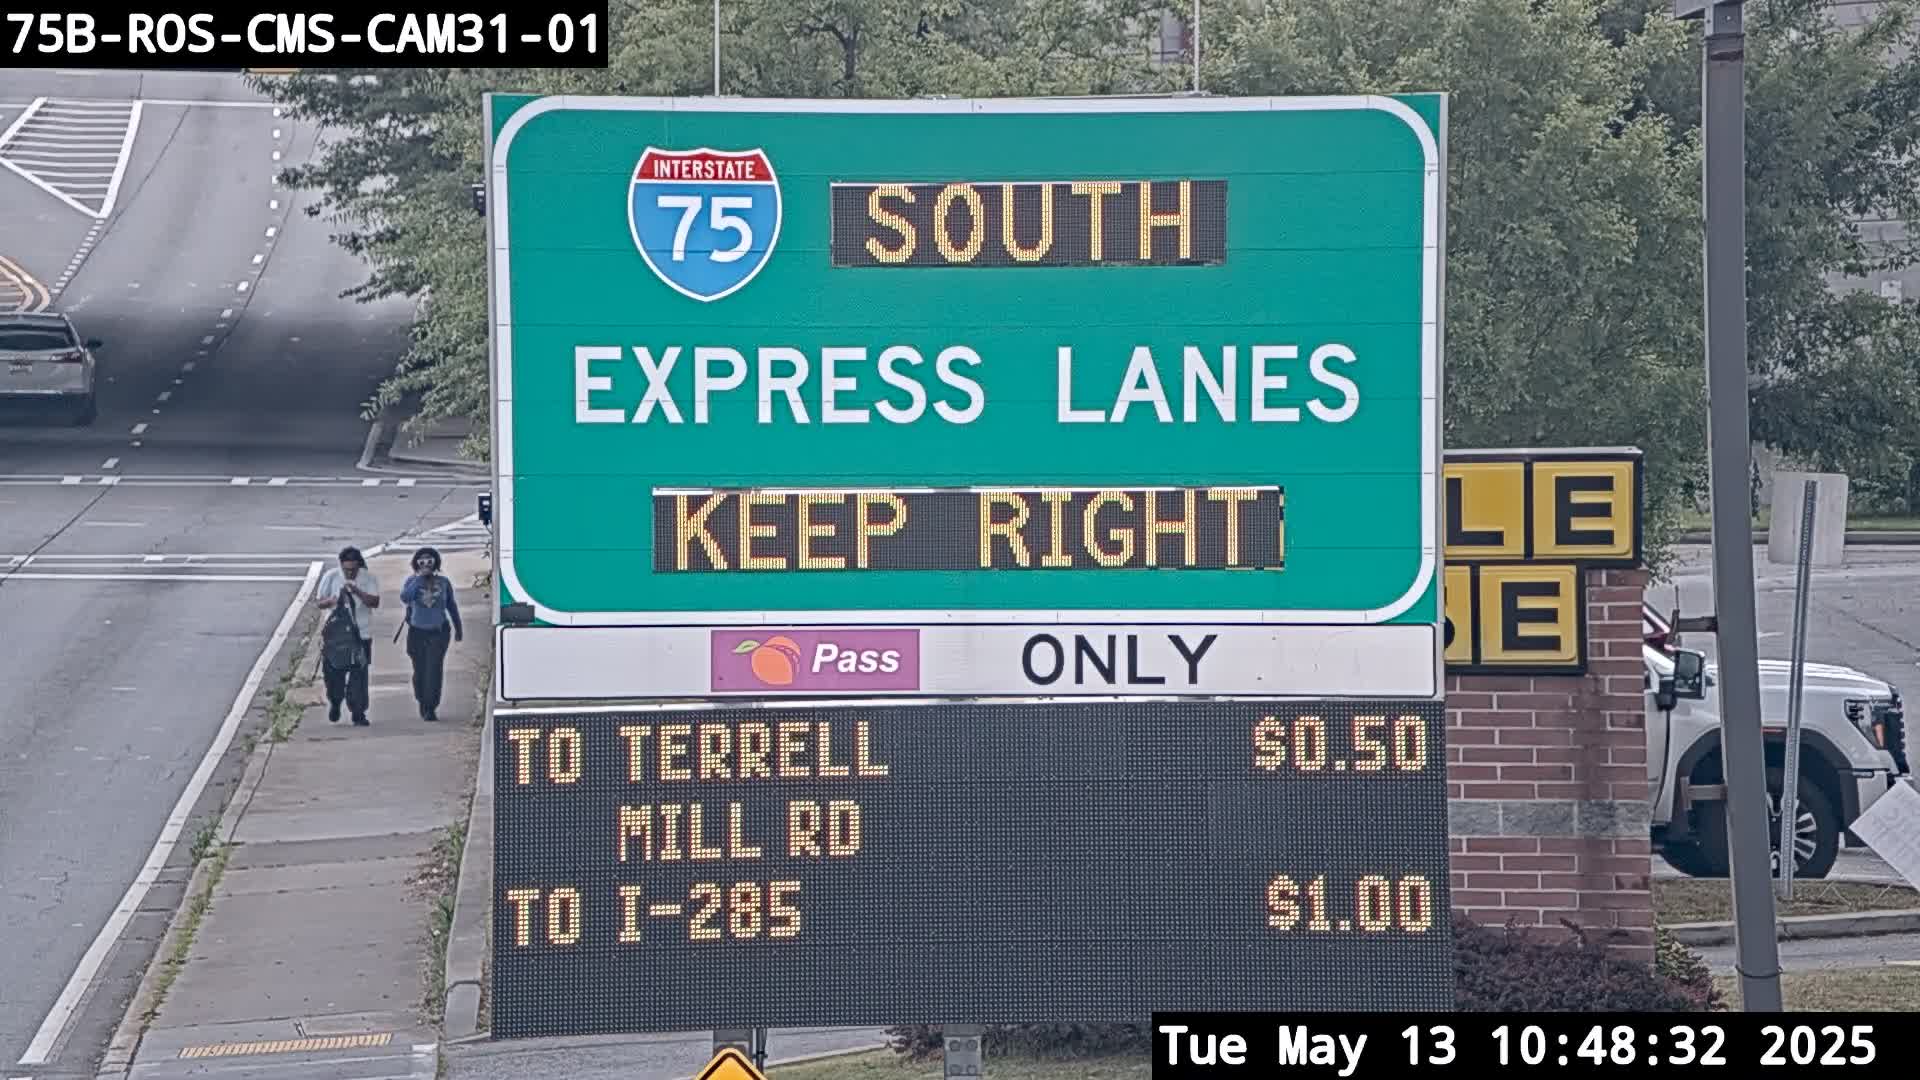 75B-ROS-CMS-CAM31-01
INTERSTATE
75
SOUTH
EXPRESS LANES
KEEP RIGHT
Pass ONLY
TO TERRELL $0.50
MILL RD
TO I-285 $1.00
LE
E
Tue May 13 10:48:32 2025